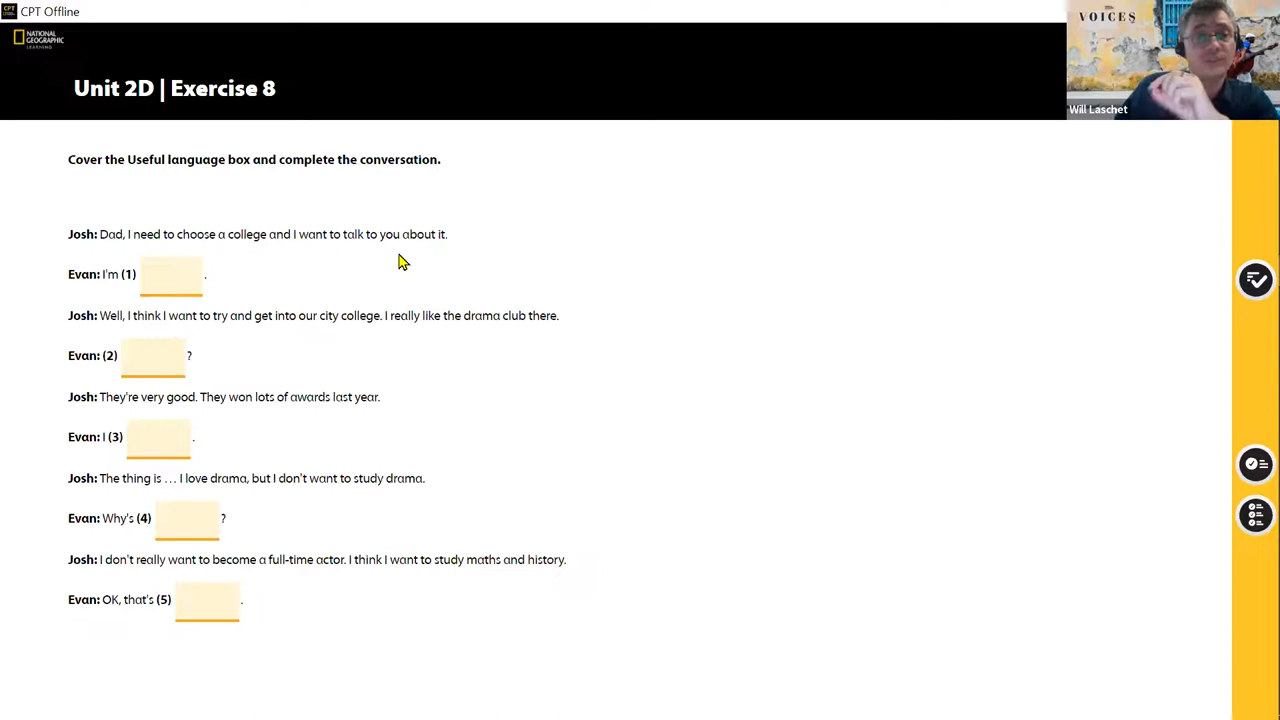 CPT Offline
CPT
VOICES
NATIONAL
GEOGRAPHIC
LEARNING
Unit 2D | Exercise 8
Will Laschet
Cover the Useful language box and complete the conversation.
Josh: Dad, I need to choose a college and I want to talk to you about it.
Evan: I'm (1) .
Josh: Well, I think I want to try and get into our city college. I really like the drama club there.
Evan: (2) ?
Josh: They're very good. They won lots of awards last year.
Evan: I (3) .
Josh: The thing is … I love drama, but I don't want to study drama.
Evan: Why's (4) ?
Josh: I don't really want to become a full-time actor. I think I want to study maths and history.
Evan: OK, that's (5) .